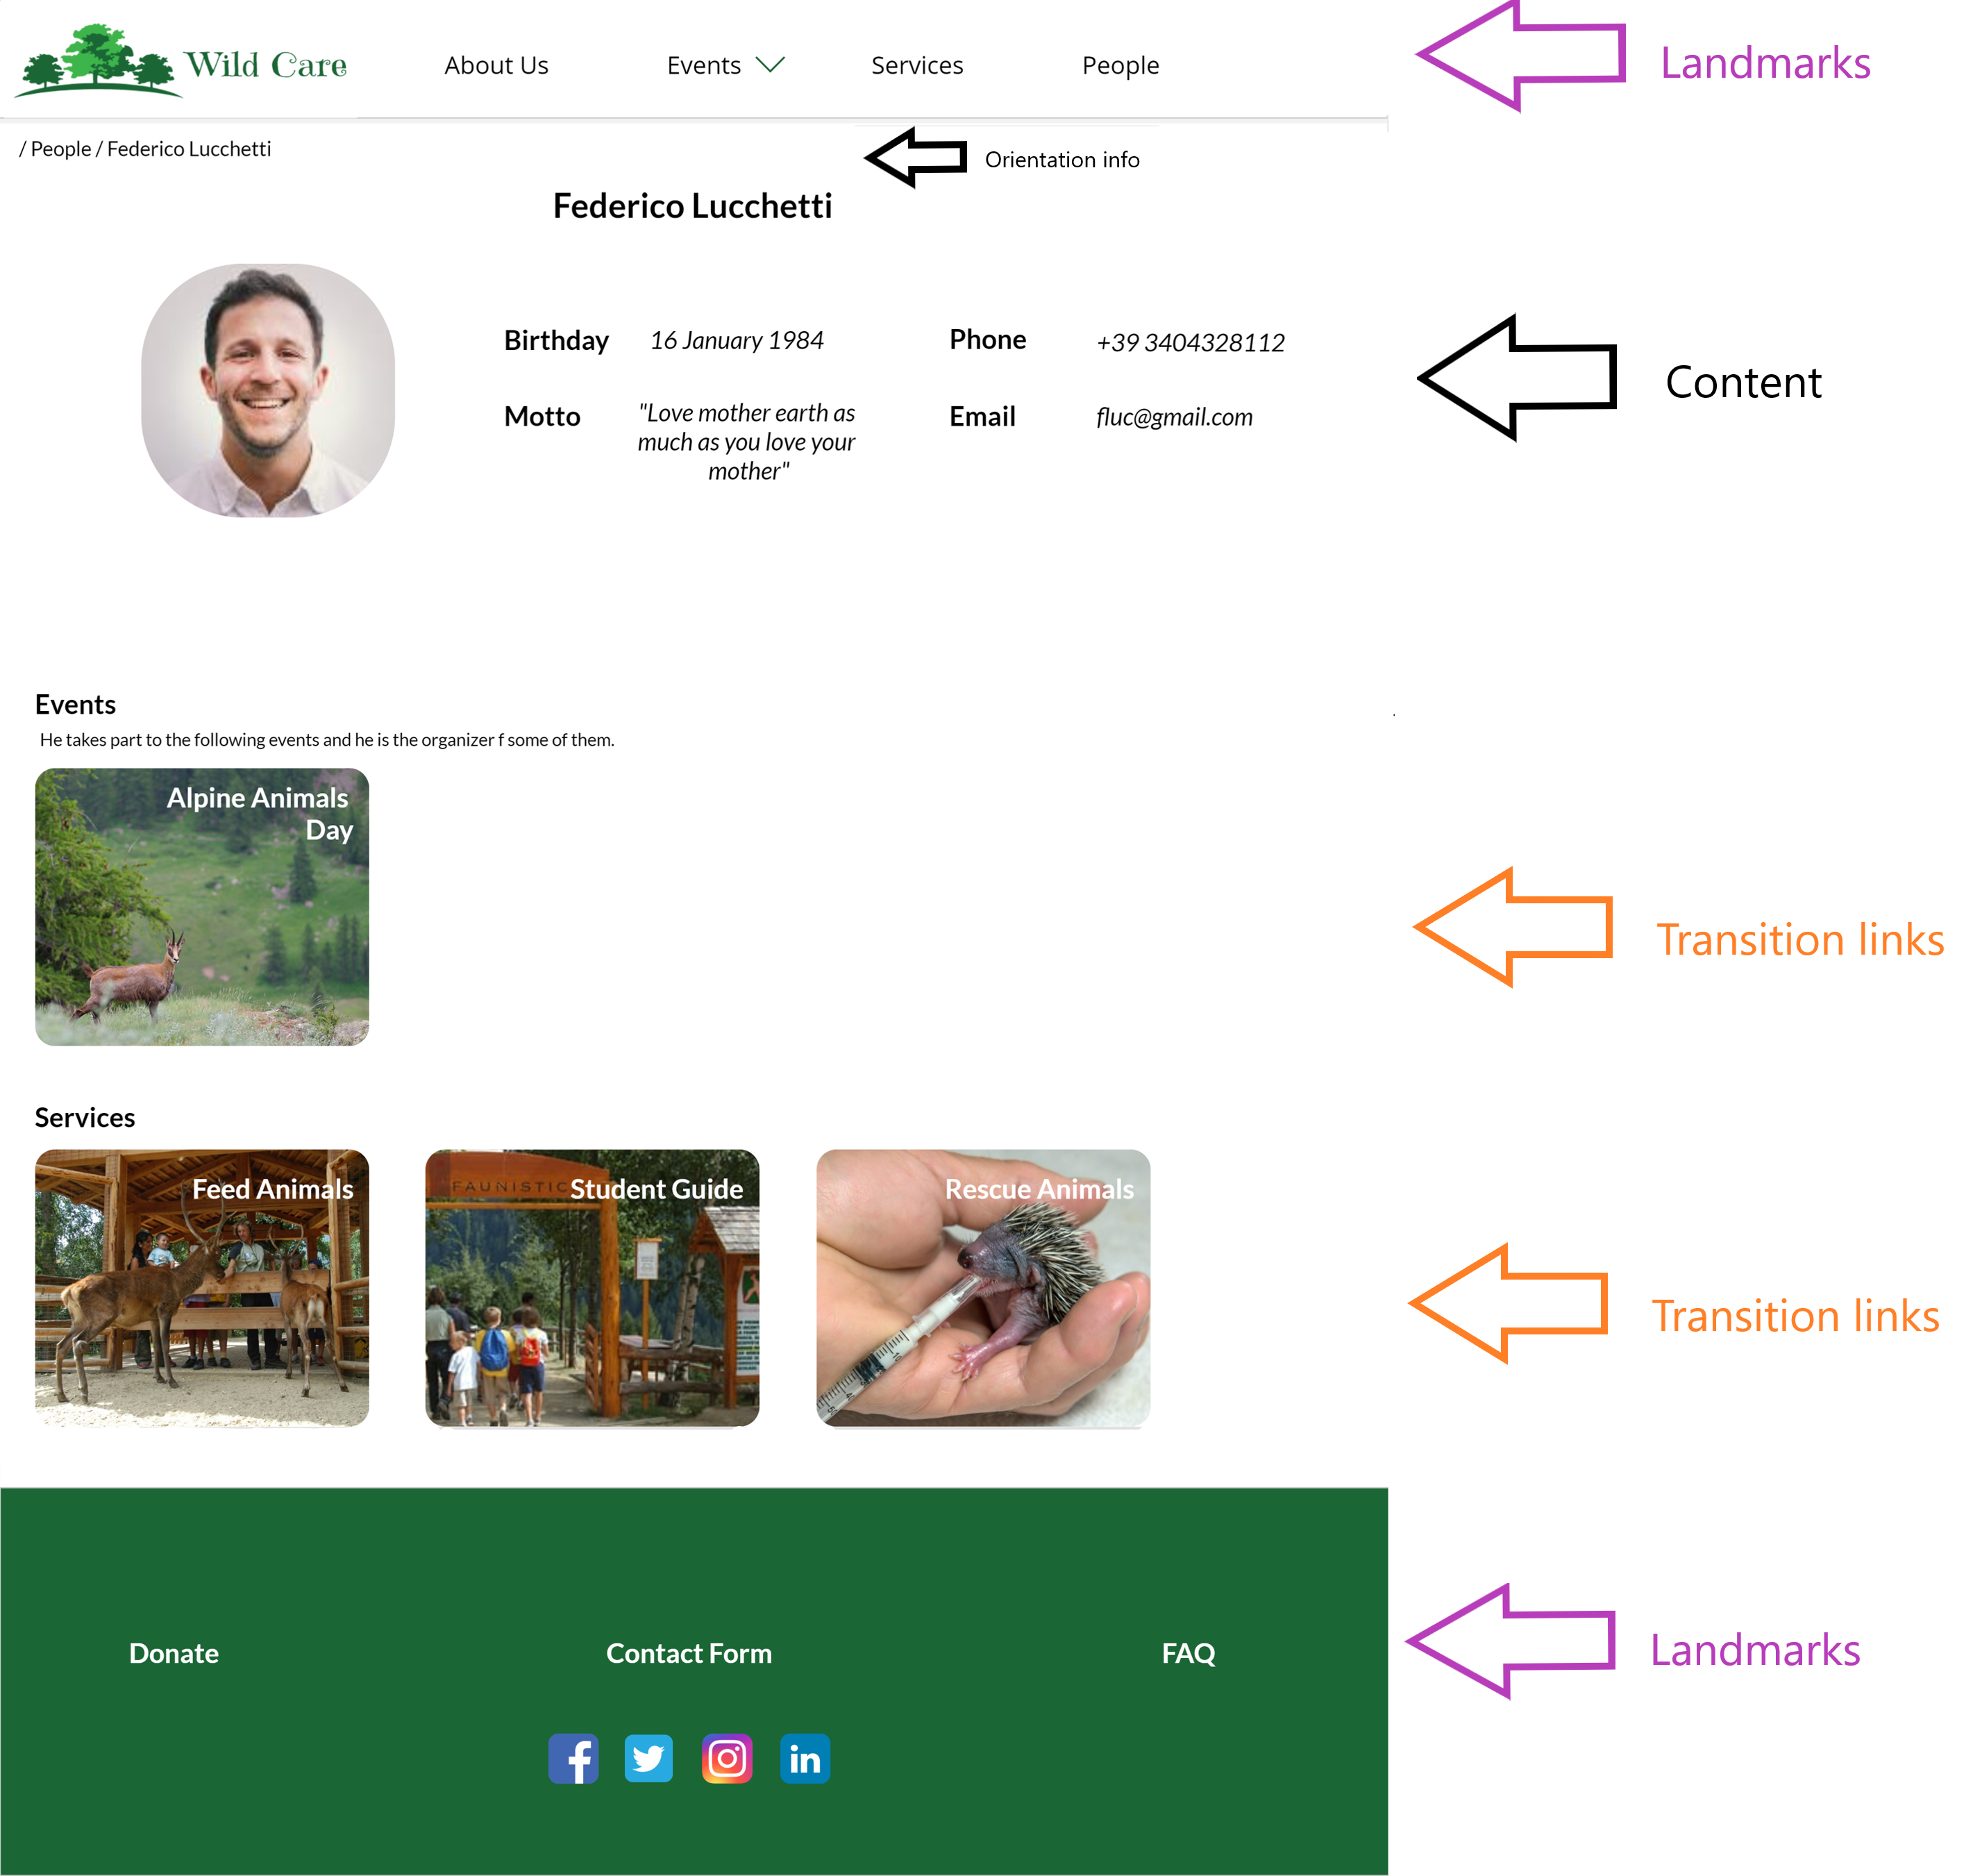 Wild Care
About Us
Events
Services
People
Landmarks
/ People / Federico Lucchetti
Orientation info
Federico Lucchetti
Birthday
16 January 1984
Phone
+39 3404328112
Content
Motto
"Love mother earth as
much as you love your
mother"
Email
fluc@gmail.com
Events
He takes part to the following events and he is the organizer f some of them.
Alpine Animals
Day
Transition links
Services
Feed Animals
FAUNISTIC
Student Guide
Rescue Animals
Transition links
Donate
Contact Form
FAQ
Landmarks
f
in